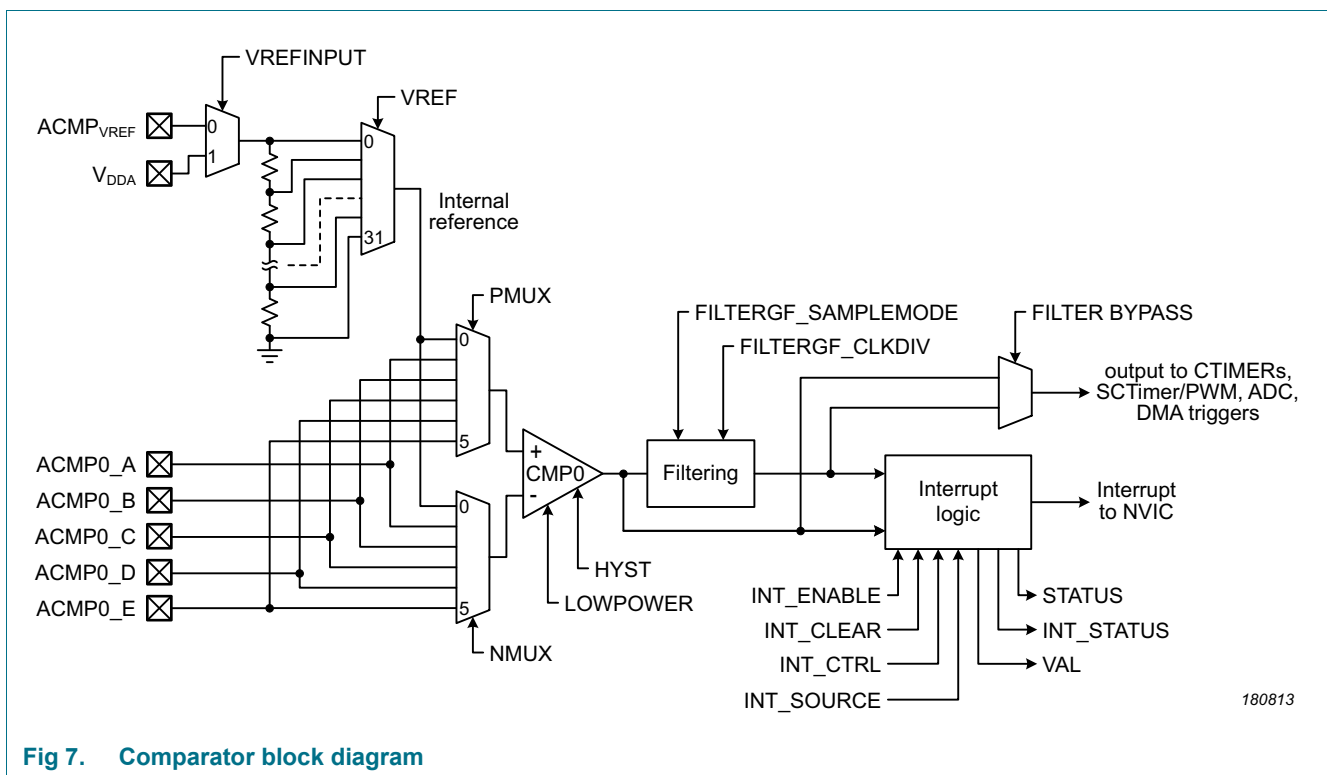 VREFINPUT
VREF
ACMPVREF
0
0
VDDA
1
Internal
reference
31
PMUX
FILTERGF_SAMPLEMODE
FILTER BYPASS
0
FILTERGF_CLKDIV
output to CTIMERs,
SCTimer/PWM, ADC,
DMA triggers
5
+
ACMP0_A
CMP0
Filtering
-
ACMP0_B
0
Interrupt
logic
Interrupt
to NVIC
ACMP0_C
HYST
ACMP0_D
LOWPOWER
INT_ENABLE
STATUS
ACMP0_E
5
INT_CLEAR
INT_STATUS
NMUX
INT_CTRL
VAL
INT_SOURCE
180813
Fig 7. Comparator block diagram